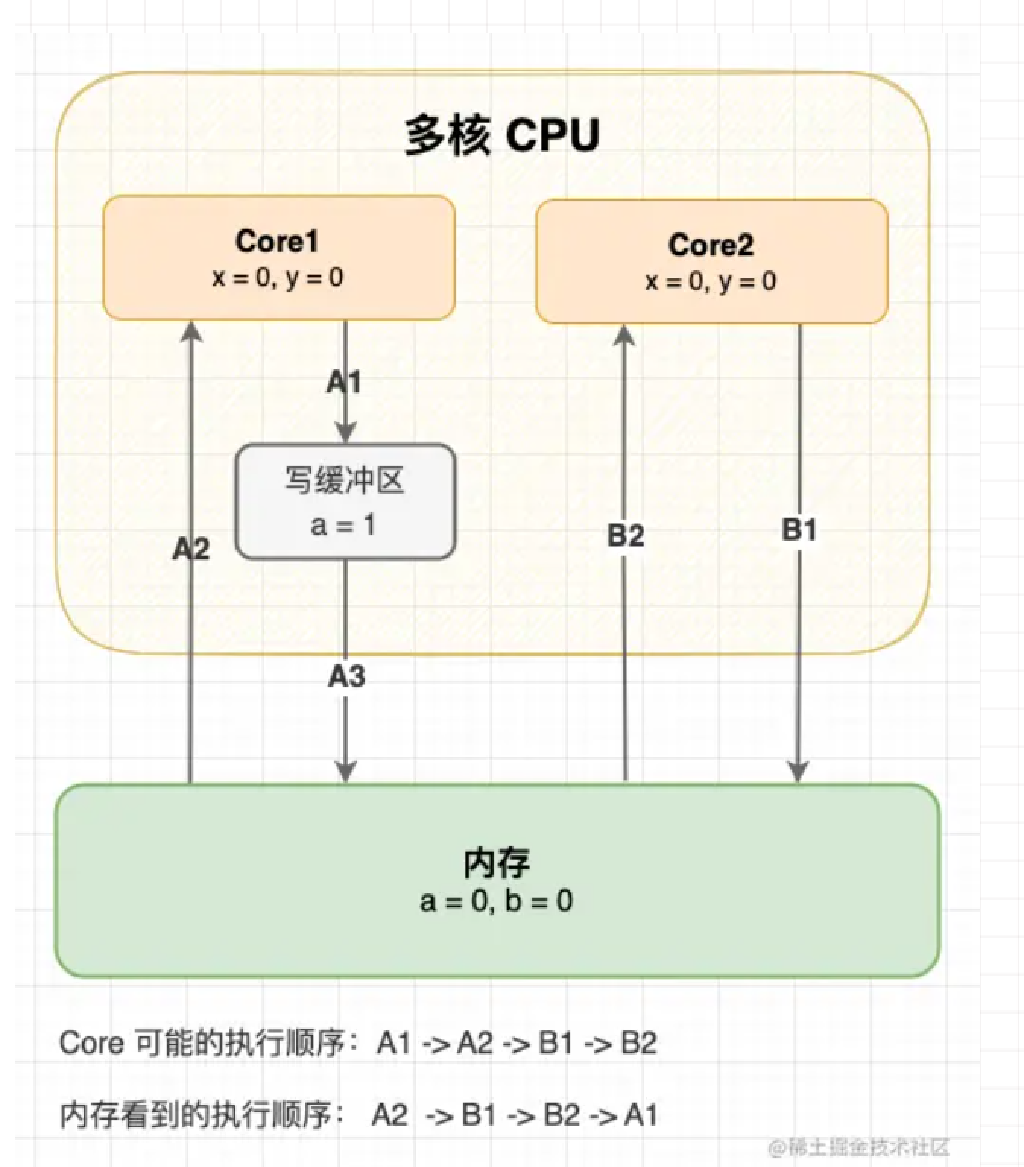 多核 CPU
Core1
x = 0, y = 0
Core2
x = 0, y = 0
A1
写缓冲区
a = 1
A2
B2
B1
A3
内存
a = 0, b = 0
Core 可能的执行顺序：A1 -> A2 -> B1 -> B2
内存看到的执行顺序： A2 -> B1 -> B2 -> A1
@稀土掘金技术社区